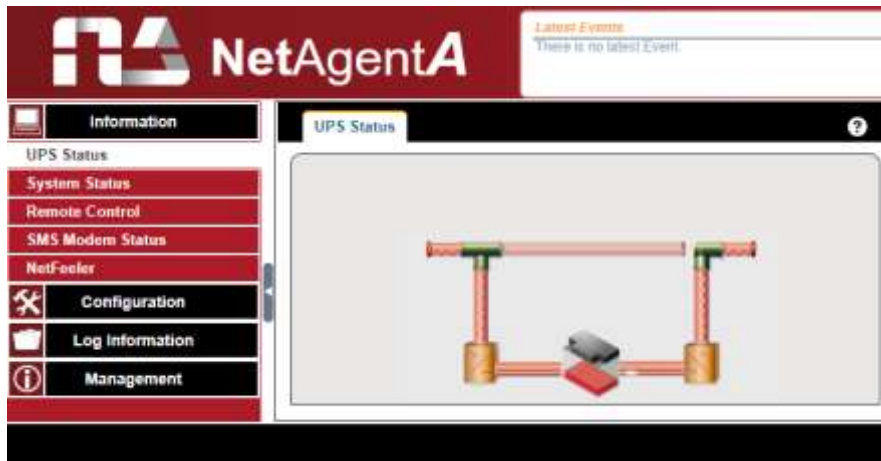 NetAgentA
Latest Events
There is no latest Event.
Information
UPS Status
System Status
Remote Control
SMS Modem Status
NetFeeler
Configuration
Log Information
Management
UPS Status
?